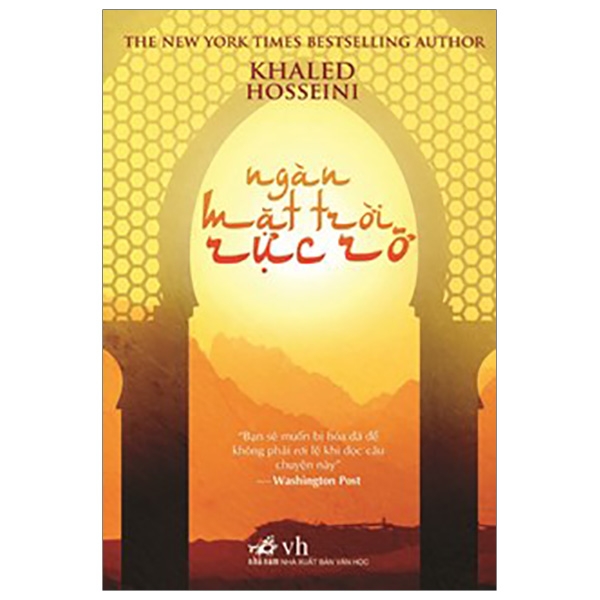 THE NEW YORK TIMES BESTSELLING AUTHOR
KHALED
HOSSEINI
ngàn
mặt trời
rực rỡ
“Bạn sẽ muốn bị hóa đá để
không phải rơi lệ khi đọc câu
chuyện này”
— Washington Post
vh
nhã nam NHÀ XUẤT BẢN VĂN HỌC